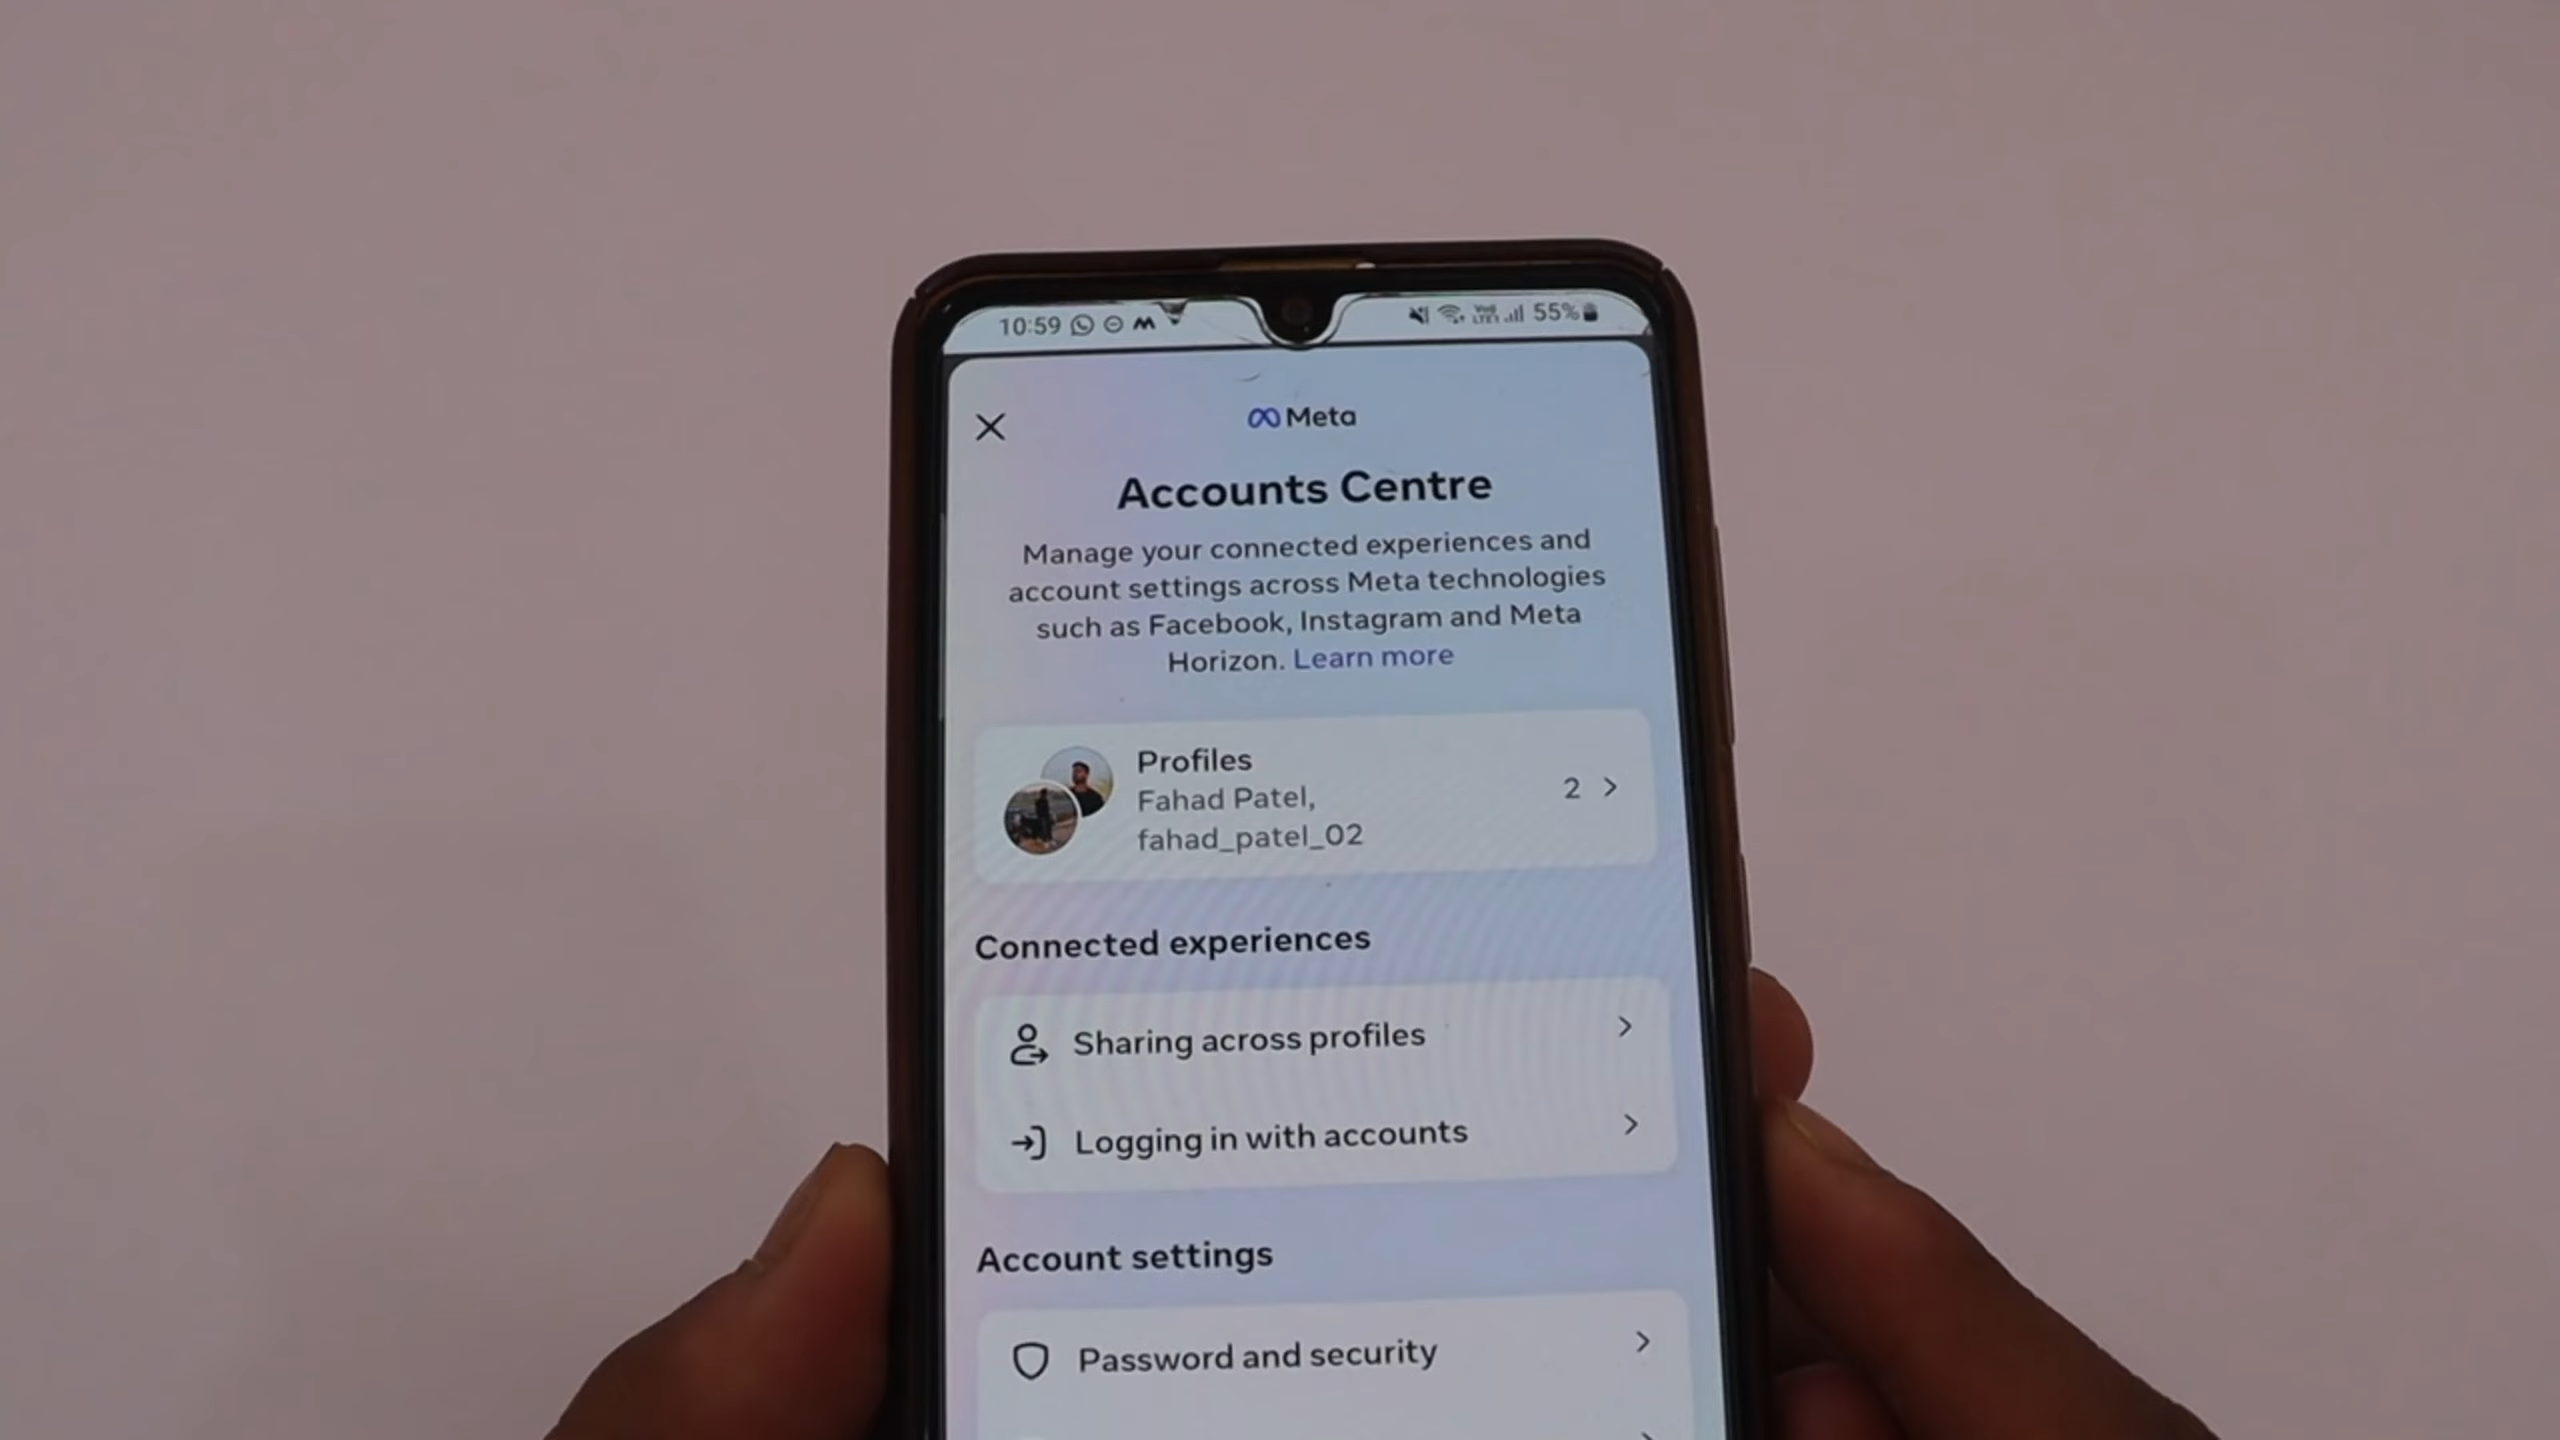 10:59
VoLTE1 55%
Meta
Accounts Centre
Manage your connected experiences and
account settings across Meta technologies
such as Facebook, Instagram and Meta
Horizon. Learn more
Profiles
Fahad Patel,
fahad_patel_02
2
Connected experiences
Sharing across profiles
Logging in with accounts
Account settings
Password and security